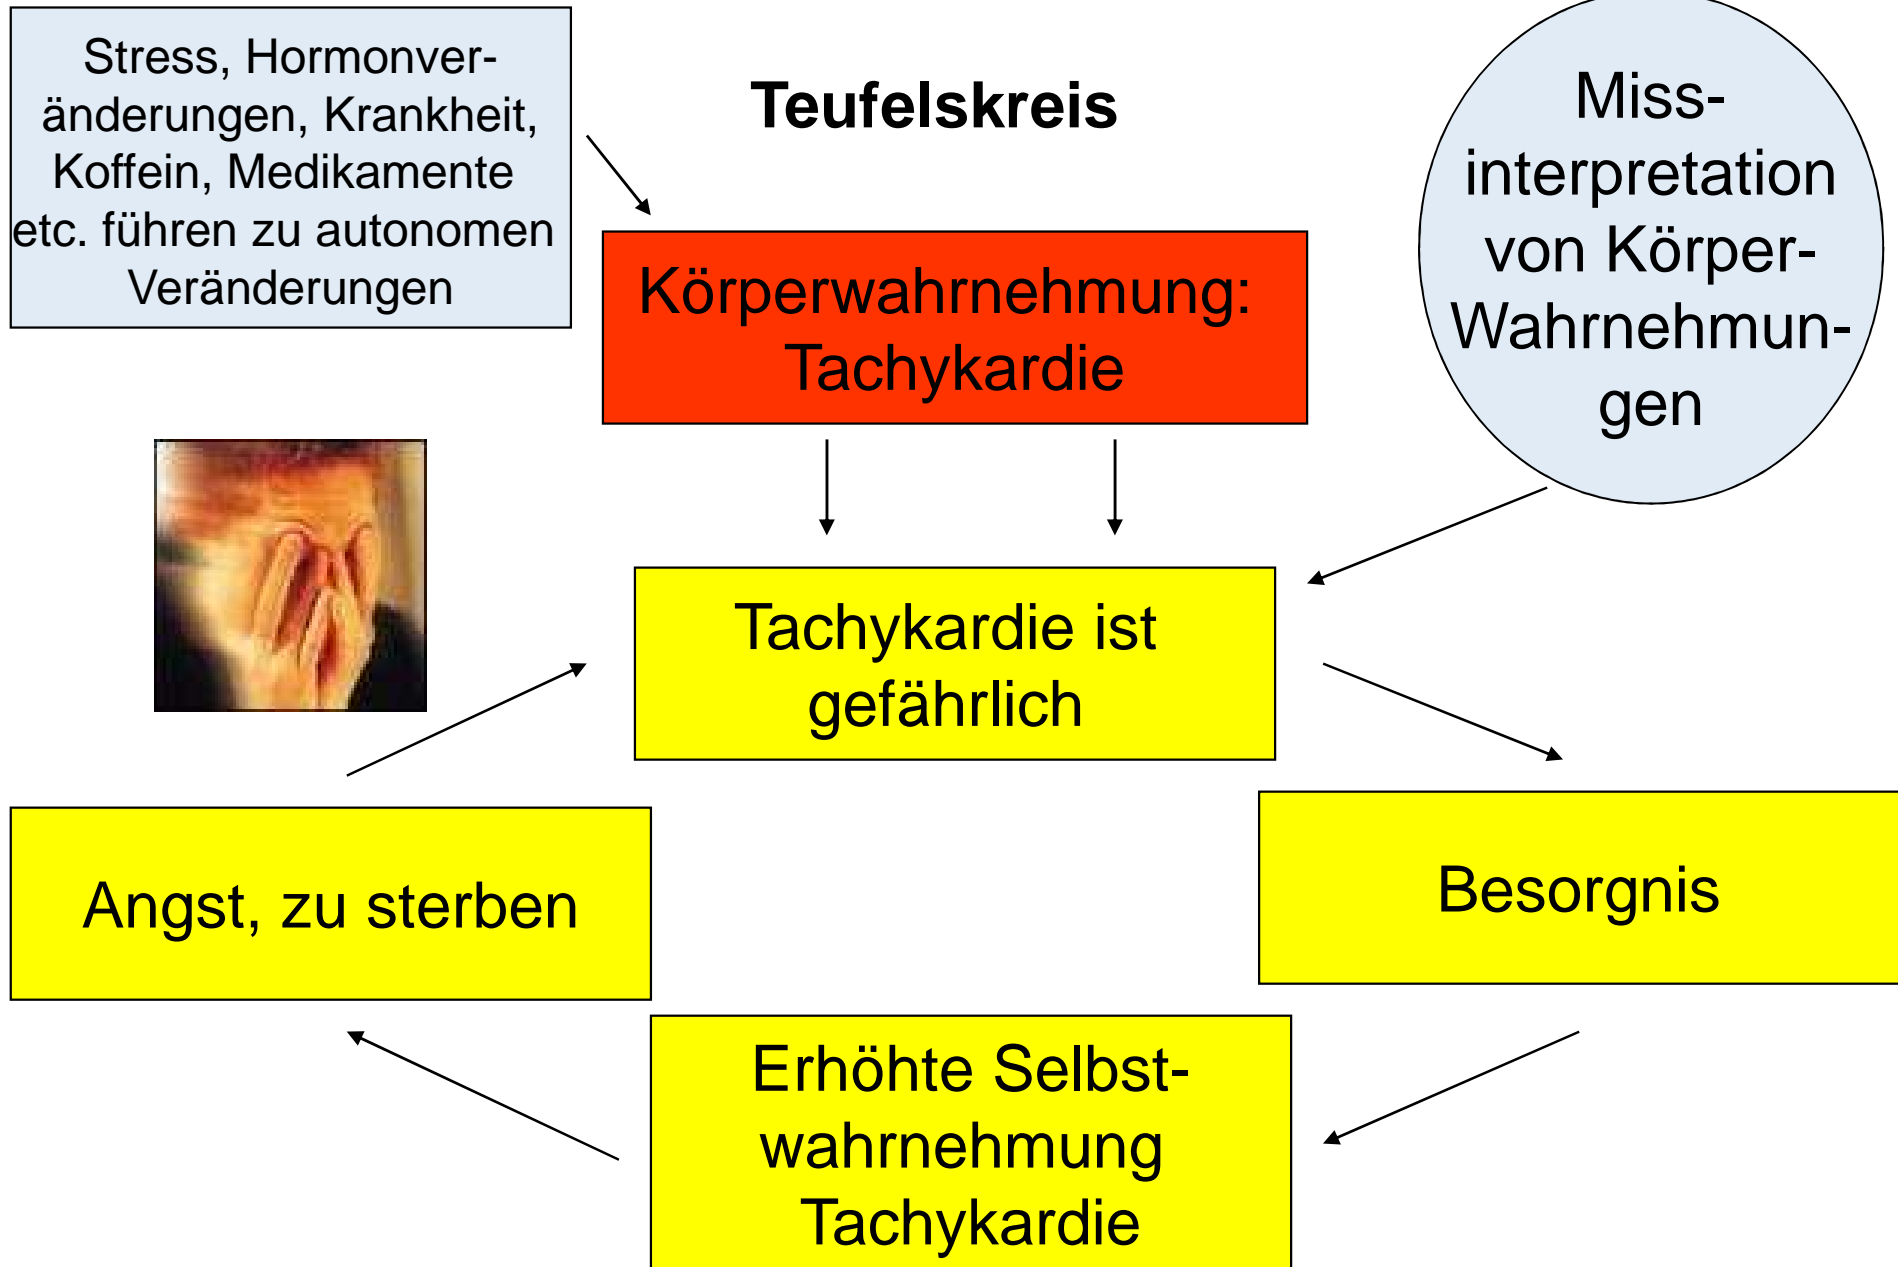 Stress, Hormonver-
änderungen, Krankheit,
Koffein, Medikamente
etc. führen zu autonomen
Veränderungen
Teufelskreis
Miss-
interpretation
von Körper-
Wahrnehmun-
gen
Körperwahrnehmung:
Tachykardie
Tachykardie ist
gefährlich
Angst, zu sterben
Besorgnis
Erhöhte Selbst-
wahrnehmung
Tachykardie